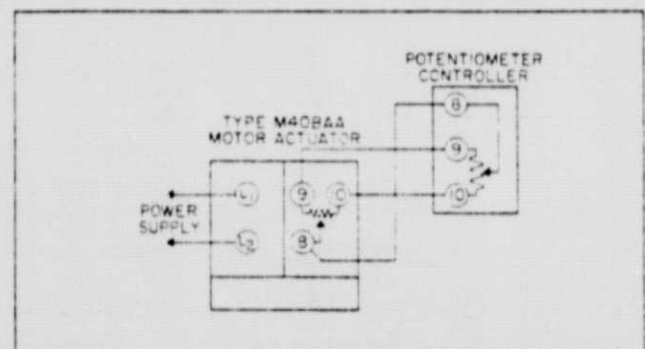 POTENTIOMETER
CONTROLLER
TYPE M40BAA
MOTOR ACTUATOR
8
9
10
L1
9
10
POWER
SUPPLY
L2
8